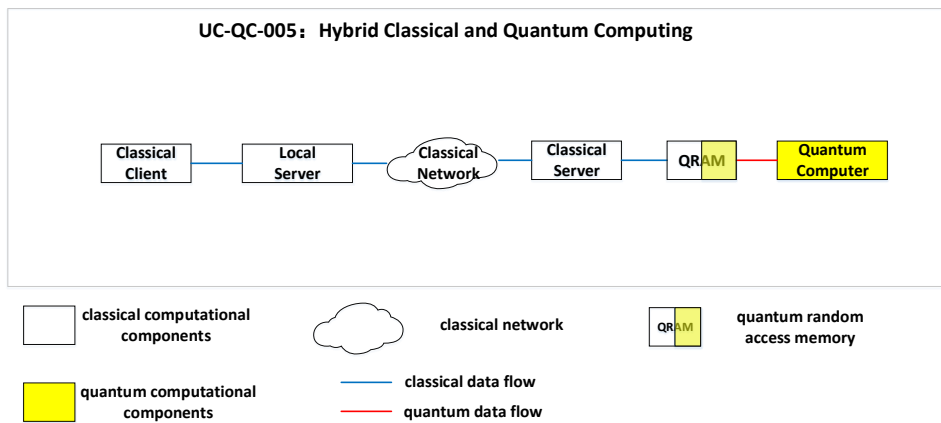 UC-QC-005：Hybrid Classical and Quantum Computing
Classical
Client
Local
Server
Classical
Network
Classical
Server
QRAM
Quantum
Computer
classical computational
components
classical network
QRAM
quantum random
access memory
quantum computational
components
classical data flow
quantum data flow